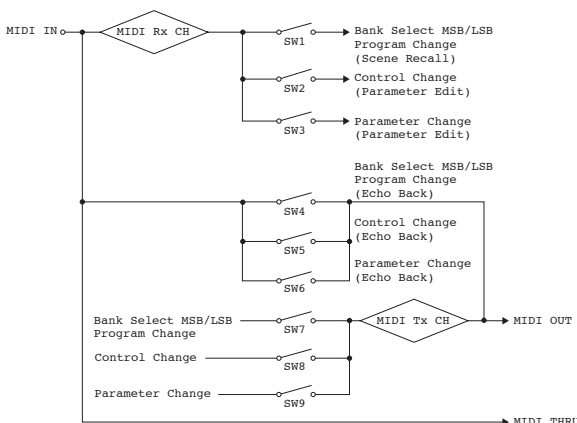 MIDI IN
MIDI Rx CH
SW1
Bank Select MSB/LSB
Program Change
(Scene Recall)
SW2
Control Change
(Parameter Edit)
SW3
Parameter Change
(Parameter Edit)
Bank Select MSB/LSB
Program Change
(Echo Back)
SW4
Control Change
(Echo Back)
SW5
Parameter Change
(Echo Back)
SW6
Bank Select MSB/LSB
Program Change
SW7
MIDI Tx CH
MIDI OUT
Control Change
SW8
Parameter Change
SW9
MIDI THRU